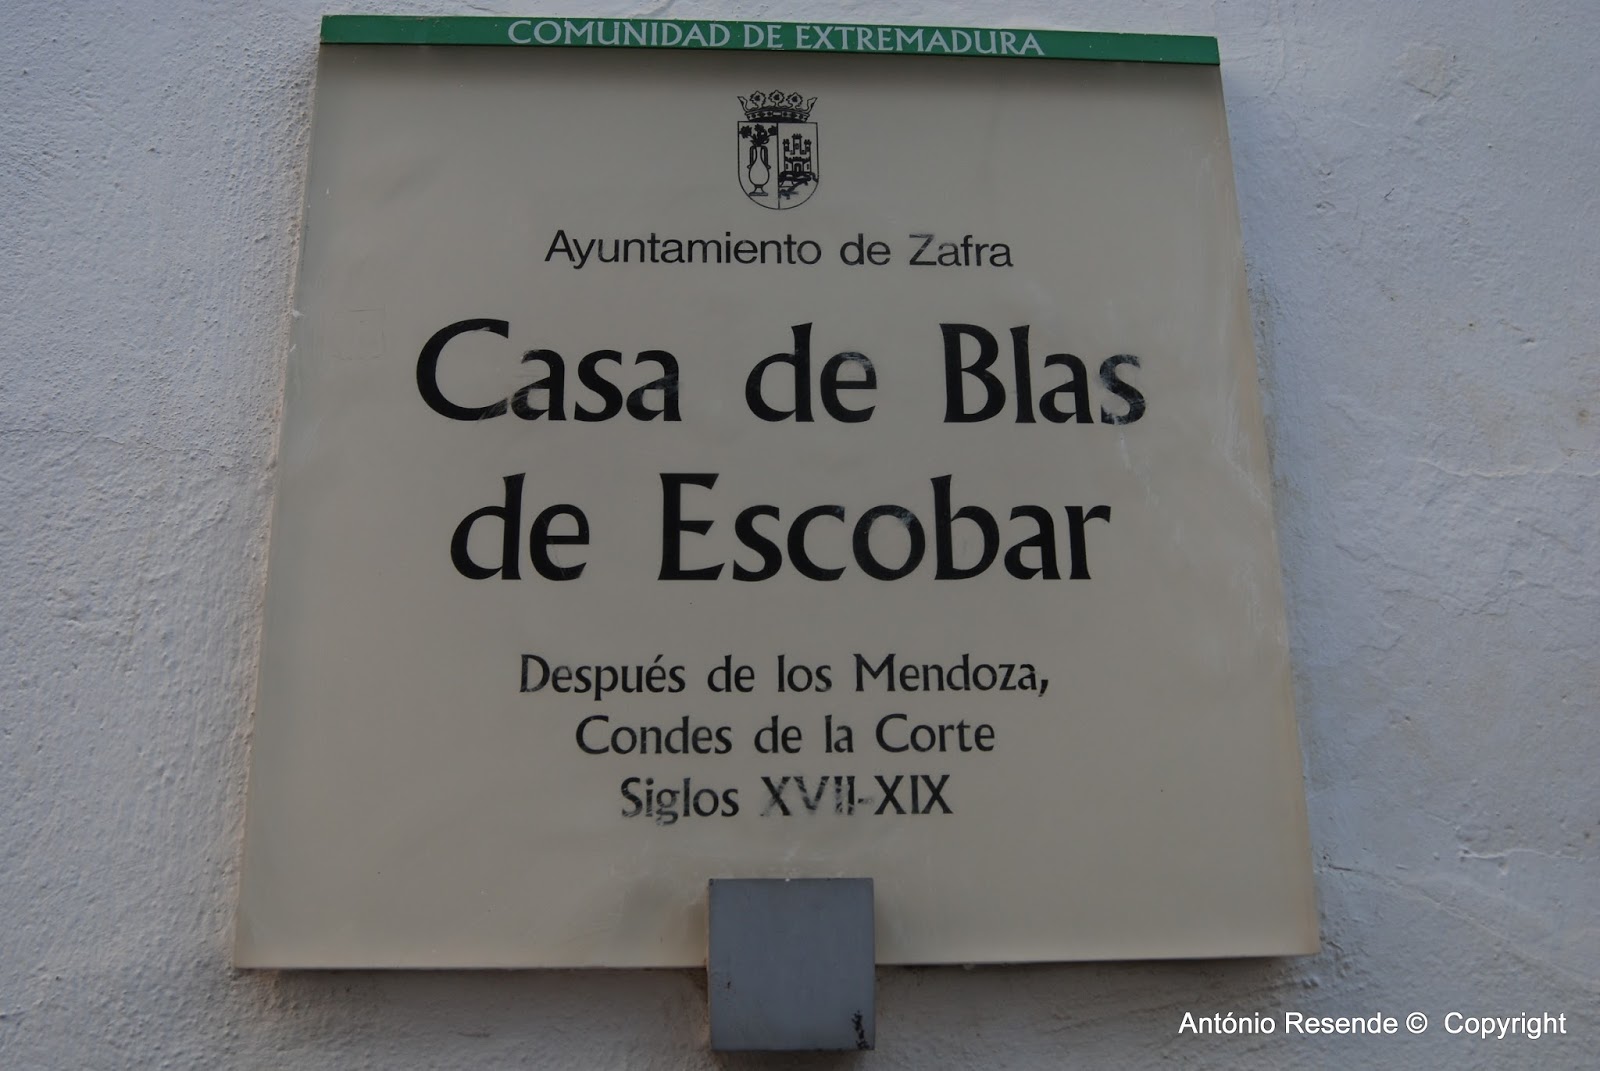 COMUNIDAD DE EXTREMADURA
Ayuntamiento de Zafra
Casa de Blas
de Escobar
Después de los Mendoza,
Condes de la Corte
Siglos XVII-XIX
António Resende © Copyright